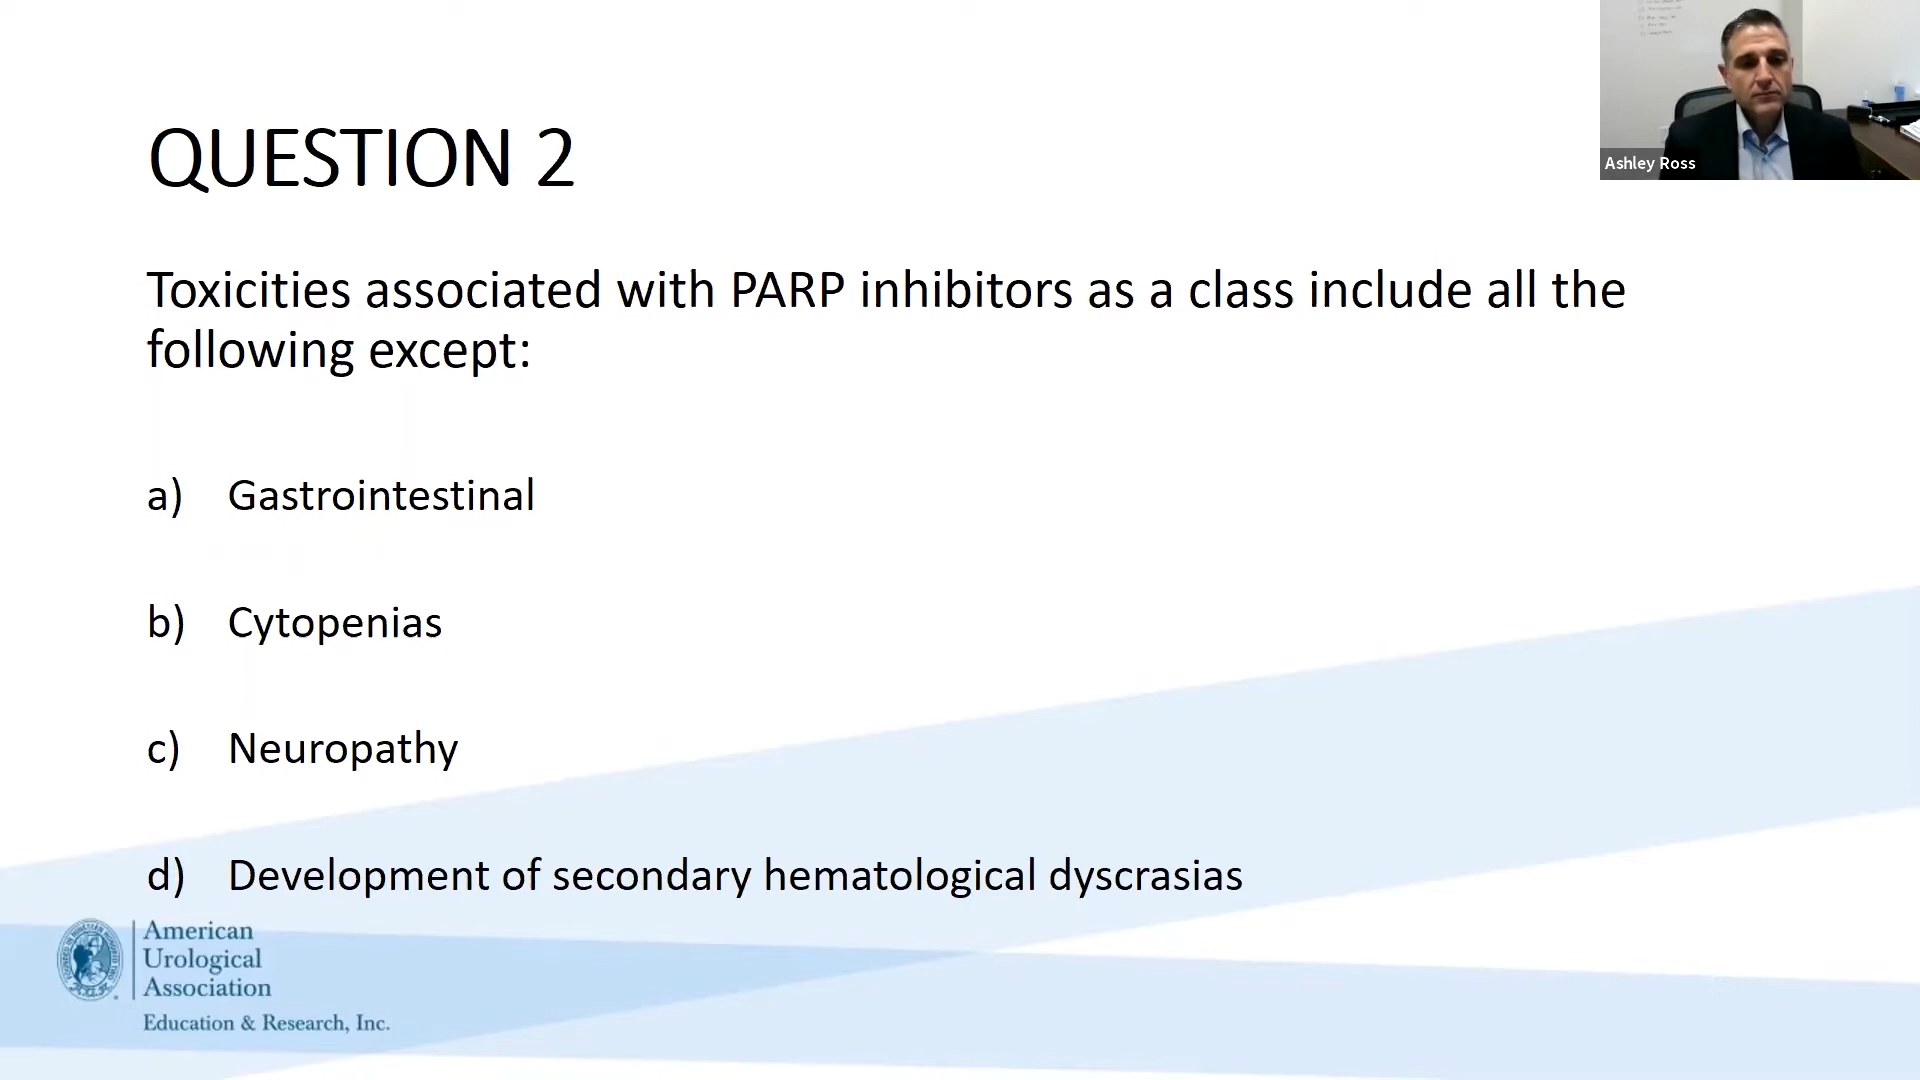 Ashley Ross
QUESTION 2
Toxicities associated with PARP inhibitors as a class include all the
following except:
a) Gastrointestinal
b) Cytopenias
c) Neuropathy
d) Development of secondary hematological dyscrasias
American
Urological
Association
Education & Research, Inc.